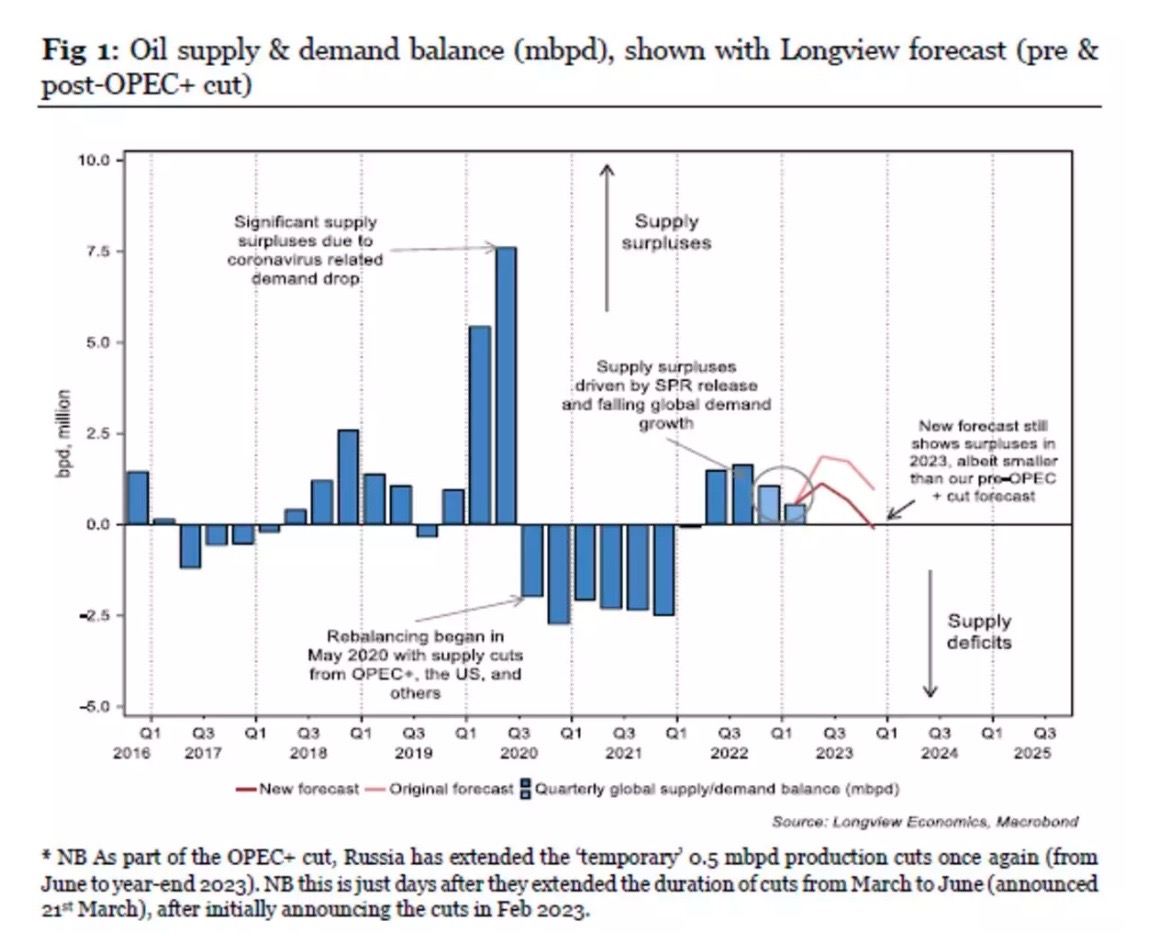 Fig 1: Oil supply & demand balance (mbpd), shown with Longview forecast (pre &
post-OPEC+ cut)
10.0
7.5
5.0
2.5
0.0
-2.5
-5.0
bpd, million
Significant supply
surpluses due to
coronavirus related
demand drop
Supply
surpluses
Supply surpluses
driven by SPR release
and falling global demand
growth
New forecast still
shows surpluses in
2023, albeit smaller
than our pre-OPEC
+ cut forecast
Rebalancing began in
May 2020 with supply cuts
from OPEC+, the US, and
others
Supply
deficits
Q1 Q3 Q1 Q3 Q1 Q3 Q1 Q3 Q1 Q3 Q1 Q3 Q1 Q3 Q1 Q3 Q1 Q3
2016 2017 2018 2019 2020 2021 2022 2023 2024 2025
New forecast Original forecast Quarterly global supply/demand balance (mbpd)
Source: Longview Economics, Macrobond
* NB As part of the OPEC+ cut, Russia has extended the ‘temporary’ 0.5 mbpd production cuts once again (from
June to year-end 2023). NB this is just days after they extended the duration of cuts from March to June (announced
21st March), after initially announcing the cuts in Feb 2023.